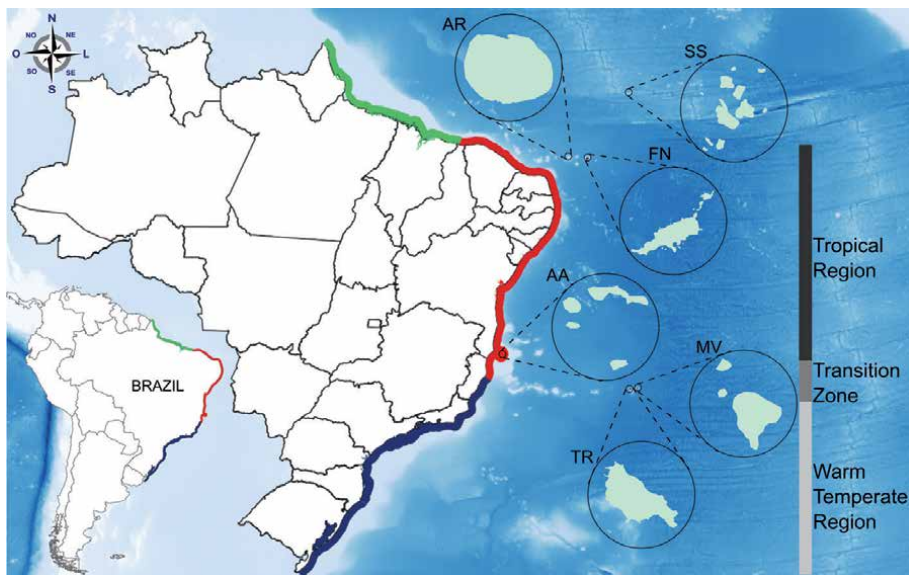 N
NO
NE
O
L
SO
SE
S
AR
SS
FN
AA
MV
TR
BRAZIL
Tropical
Region
Transition
Zone
Warm
Temperate
Region